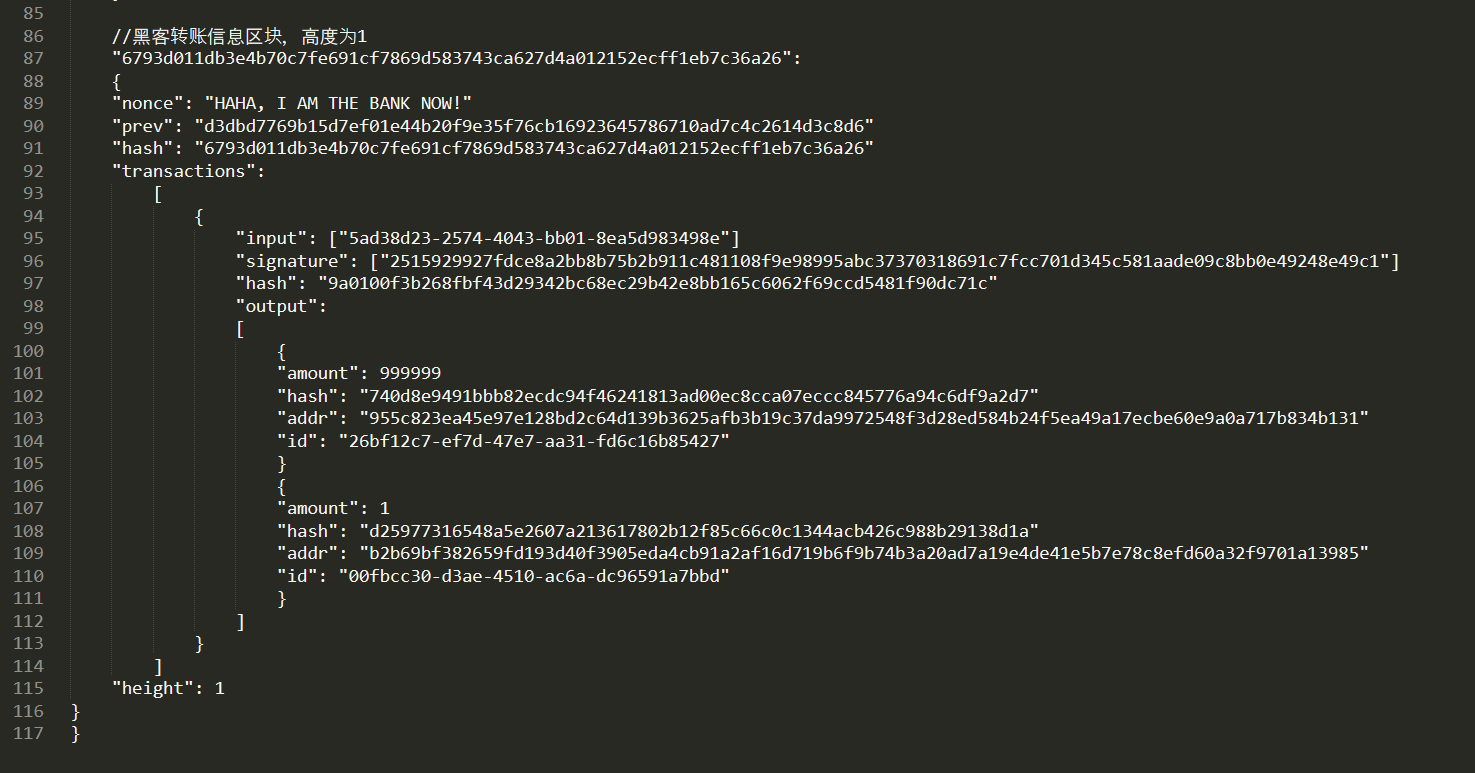 85
86 //黑客转账信息区块，高度为1
87 "6793d011db3e4b70c7fe691cf7869d583743ca627d4a012152ecff1eb7c36a26":
88 {
89 "nonce": "HAHA, I AM THE BANK NOW!"
90 "prev": "d3dbd7769b15d7ef01e44b20f9e35f76cb16923645786710ad7c4c2614d3c8d6"
91 "hash": "6793d011db3e4b70c7fe691cf7869d583743ca627d4a012152ecff1eb7c36a26"
92 "transactions":
93 [
94 {
95 "input": ["5ad38d23-2574-4043-bb01-8ea5d983498e"]
96 "signature": ["2515929927fdce8a2bb8b75b2b911c481108f9e98995abc37370318691c7fcc701d345c581aade09c8bb0e49248e49c1"]
97 "hash": "9a0100f3b268fbf43d29342bc68ec29b42e8bb165c6062f69ccd5481f90dc71c"
98 "output":
99 [
100 {
101 "amount": 999999
102 "hash": "740d8e9491bbb82ecdc94f46241813ad00ec8cca07eccc845776a94c6df9a2d7"
103 "addr": "955c823ea45e97e128bd2c64d139b3625afb3b19c37da9972548f3d28ed584b24f5ea49a17ecbe60e9a0a717b834b131"
104 "id": "26bf12c7-ef7d-47e7-aa31-fd6c16b85427"
105 }
106 {
107 "amount": 1
108 "hash": "d25977316548a5e2607a213617802b12f85c66c0c1344acb426c988b29138d1a"
109 "addr": "b2b69bf382659fd193d40f3905eda4cb91a2af16d719b6f9b74b3a20ad7a19e4de41e5b7e78c8efd60a32f9701a13985"
110 "id": "00fbcc30-d3ae-4510-ac6a-dc96591a7bbd"
111 }
112 ]
113 }
114 ]
115 "height": 1
116 }
117 }